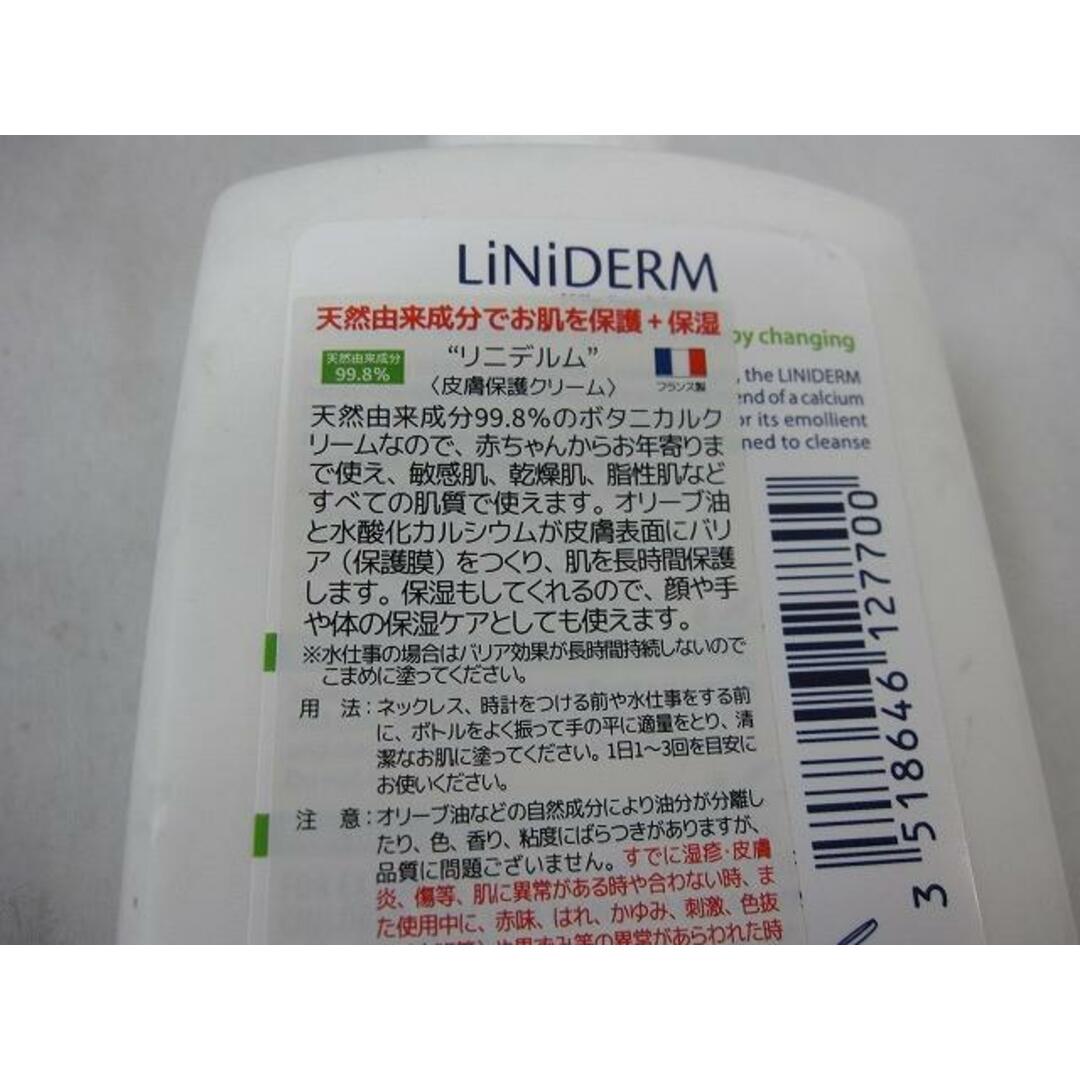 LiNiDERM
天然由来成分でお肌を保護＋保湿
天然由来成分
99.8%
“リニデルム”
〈皮膚保護クリーム〉
フランス製
天然由来成分99.8%のボタニカルク
リームなので、赤ちゃんからお年寄りま
で使え、敏感肌、乾燥肌、脂性肌など
すべての肌質で使えます。オリーブ油
と水酸化カルシウムが皮膚表面にバリ
ア（保護膜）をつくり、肌を長時間保護
します。保湿もしてくれるので、顔や手
や体の保湿ケアとしても使えます。
※水仕事の場合はバリア効果が長時間持続しないので
こまめに塗ってください。
用 法：ネックレス、時計をつける前や水仕事をする前
に、ボトルをよく振って手の平に適量をとり、清
潔なお肌に塗ってください。1日1〜3回を目安に
お使いください。
注 意：オリーブ油などの自然成分により油分が分離し
たり、色、香り、粘度にばらつきがありますが、
品質に問題ございません。すでに湿疹・皮膚
炎、傷等、肌に異常がある時や合わない時、ま
た使用中に、赤味、はれ、かゆみ、刺激、色抜
等の異常があらわれた時
by changing
, the LINIDERM
end of a calcium
or its emollient
ned to cleanse
3 518646 127700